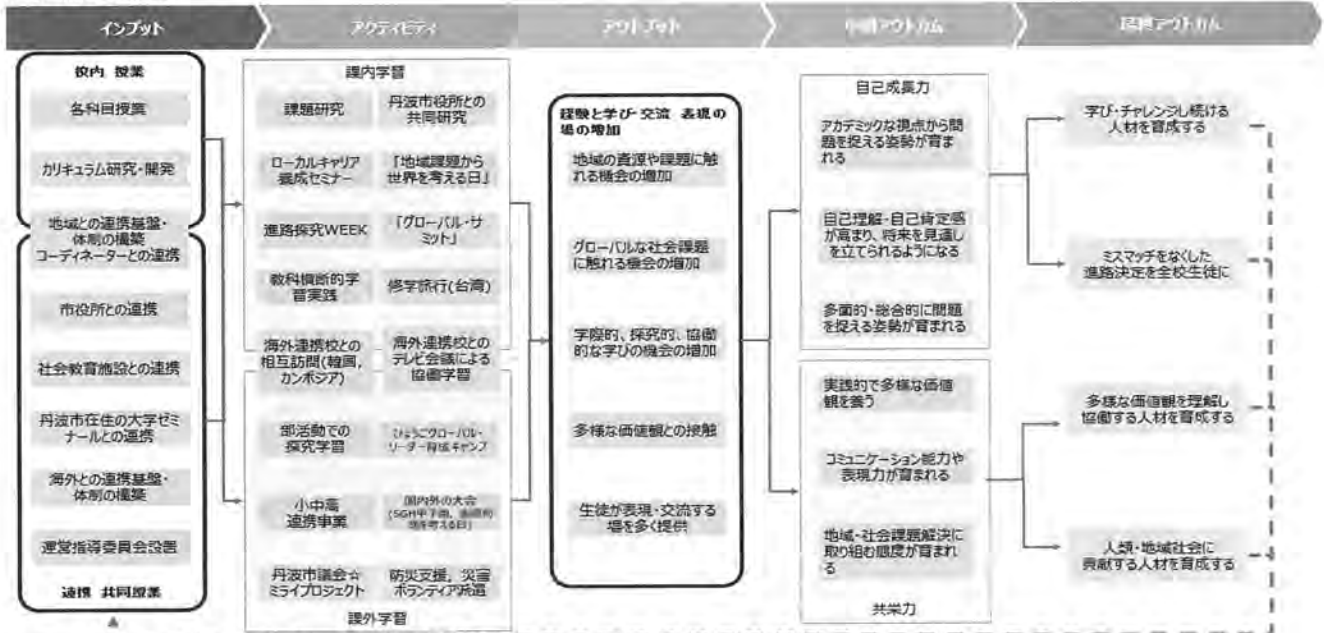 インプット
アクティビティ
アウトプット
中間アウトカム
アウトカム
校内 授業
各科目授業
カリキュラム研究・開発
地域との連携基盤・
体制の構築
コーディネーターとの連携
市役所との連携
社会教育施設との連携
丹波市在住の大学ゼミ
ナールとの連携
海外との連携基盤・
体制の構築
運営指導委員会設置
連携 共同授業
課内学習
課題研究
丹波市役所との
共同研究
ローカルキャリア
養成セミナー
「地域課題から
世界を考える日」
進路探究WEEK
「グローバル・サ
ミット」
教科横断的学
習実践
修学旅行(台湾)
海外連携校との
相互訪問(韓国,
カンボジア)
海外連携校との
テレビ会議による
協働学習
部活動での
探究学習
ひょうごグローバル・
リーダー育成キャンプ
小中高
連携事業
国内外の大会
(SGH甲子園,
を考える日」
丹波市議会☆
ミライプロジェクト
防災支援，災害
ボランティア派遣
課外学習
経験と学び・交流 表現の
場の増加
地域の資源や課題に触
れる機会の増加
グローバルな社会課題
に触れる機会の増加
学際的、探究的、協働
的な学びの機会の増加
多様な価値観との接触
生徒が表現・交流する
場を多く提供
自己成長力
アカデミックな視点から問
題を捉える姿勢が育ま
れる
自己理解・自己肯定感
が高まり、将来を見通し
を立てられるようになる
多面的・総合的に問題
を捉える姿勢が育まれる
実践的で多様な価値
観を養う
コミュニケーション能力や
表現力が育まれる
地域・社会課題解決に
取り組む態度が育まれ
る
共栄力
学び・チャレンジし続ける
人材を育成する
ミスマッチをなくした
進路決定を全校生徒に
多様な価値観を理解し
協働する人材を育成する
人類・地域社会に
貢献する人材を育成する